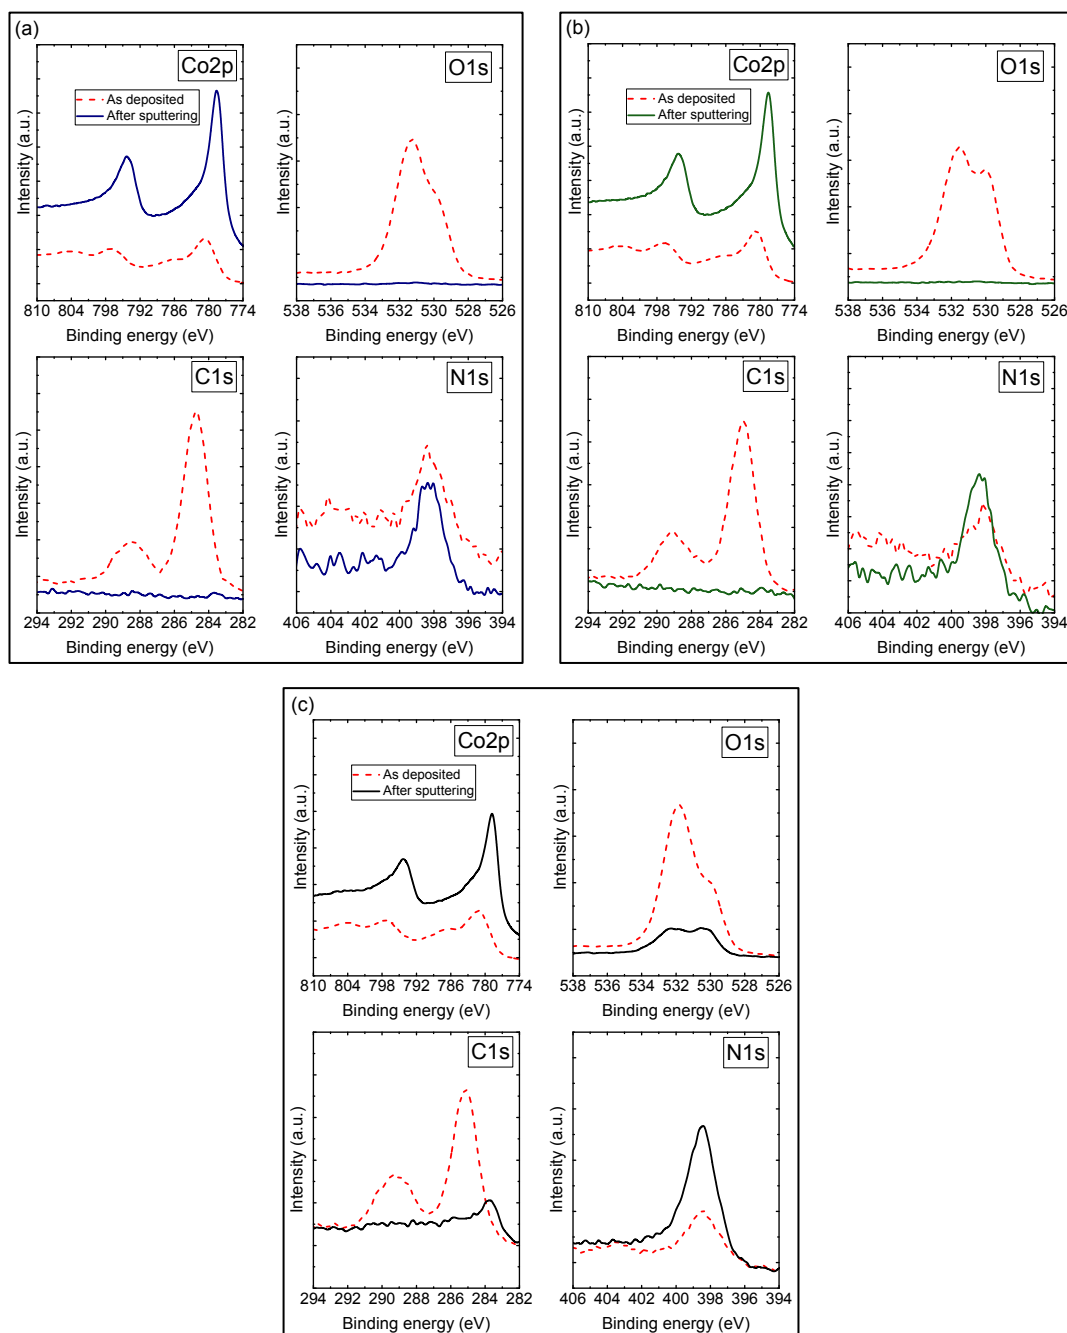 (a)
Co2p
As deposited
After sputtering
Intensity (a.u.)
810 804 798 792 786 780 774
Binding energy (eV)
O1s
Intensity (a.u.)
538 536 534 532 530 528 526
Binding energy (eV)
C1s
Intensity (a.u.)
294 292 290 288 286 284 282
Binding energy (eV)
N1s
Intensity (a.u.)
406 404 402 400 398 396 394
Binding energy (eV)
(b)
Co2p
As deposited
After sputtering
Intensity (a.u.)
810 804 798 792 786 780 774
Binding energy (eV)
O1s
Intensity (a.u.)
538 536 534 532 530 528 526
Binding energy (eV)
C1s
Intensity (a.u.)
294 292 290 288 286 284 282
Binding energy (eV)
N1s
Intensity (a.u.)
406 404 402 400 398 396 394
Binding energy (eV)
(c)
Co2p
As deposited
After sputtering
Intensity (a.u.)
810 804 798 792 786 780 774
Binding energy (eV)
O1s
Intensity (a.u.)
538 536 534 532 530 528 526
Binding energy (eV)
C1s
Intensity (a.u.)
294 292 290 288 286 284 282
Binding energy (eV)
N1s
Intensity (a.u.)
406 404 402 400 398 396 394
Binding energy (eV)